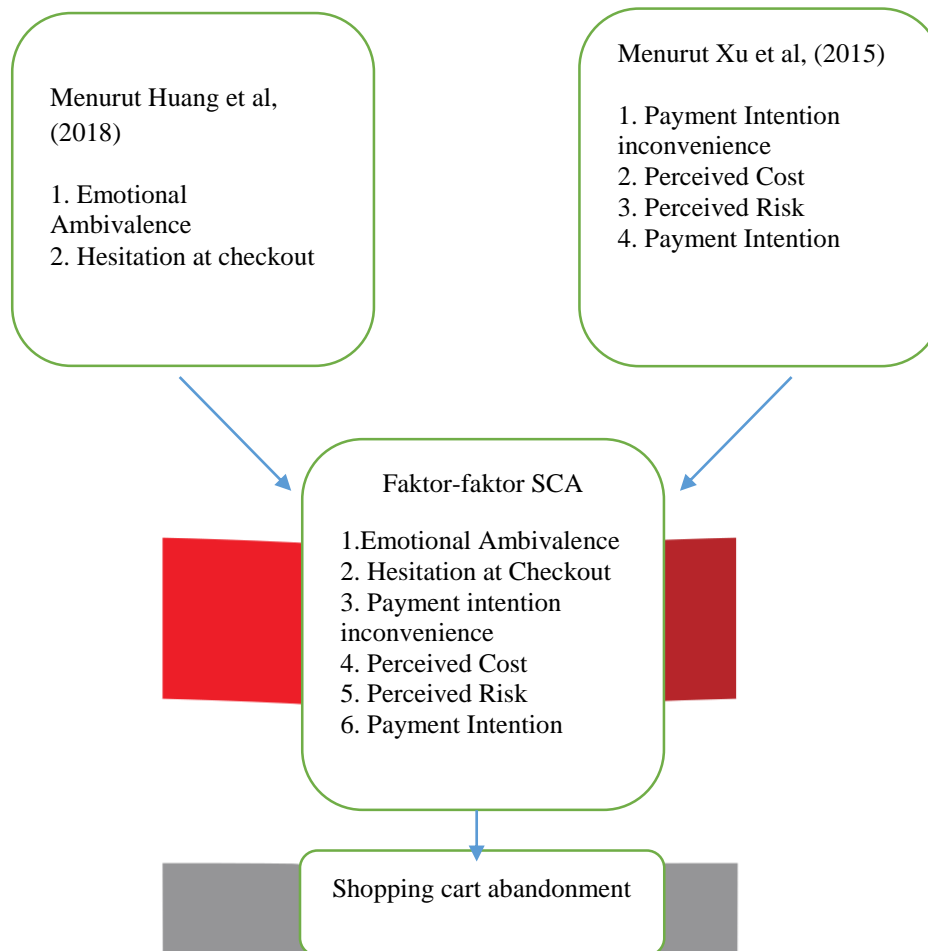 Menurut Huang et al,
(2018)
1. Emotional
Ambivalence
2. Hesitation at checkout
Menurut Xu et al, (2015)
1. Payment Intention
inconvenience
2. Perceived Cost
3. Perceived Risk
4. Payment Intention
Faktor-faktor SCA
1.Emotional Ambivalence
2. Hesitation at Checkout
3. Payment intention
inconvenience
4. Perceived Cost
5. Perceived Risk
6. Payment Intention
Shopping cart abandonment